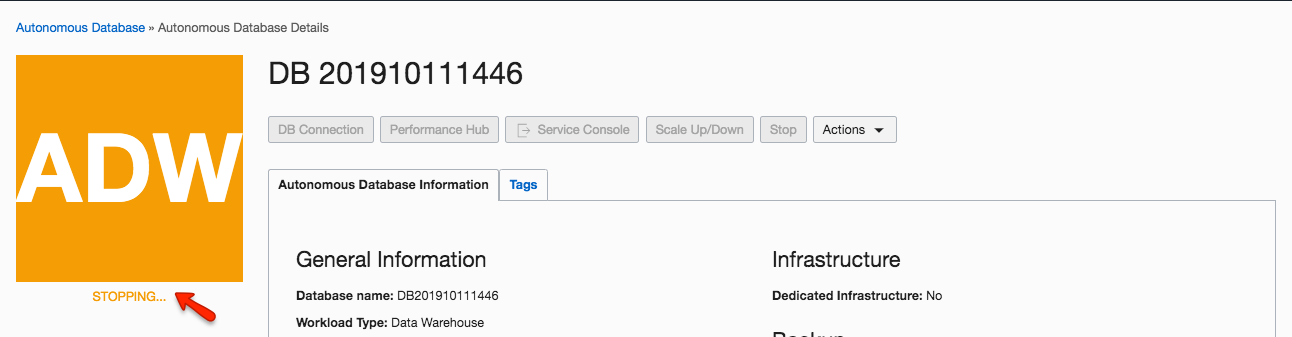 Autonomous Database » Autonomous Database Details
ADW
STOPPING...
DB 201910111446
DB Connection Performance Hub Service Console Scale Up/Down Stop Actions
Autonomous Database Information Tags
General Information
Database name: DB201910111446
Workload Type: Data Warehouse
Infrastructure
Dedicated Infrastructure: No
Backup